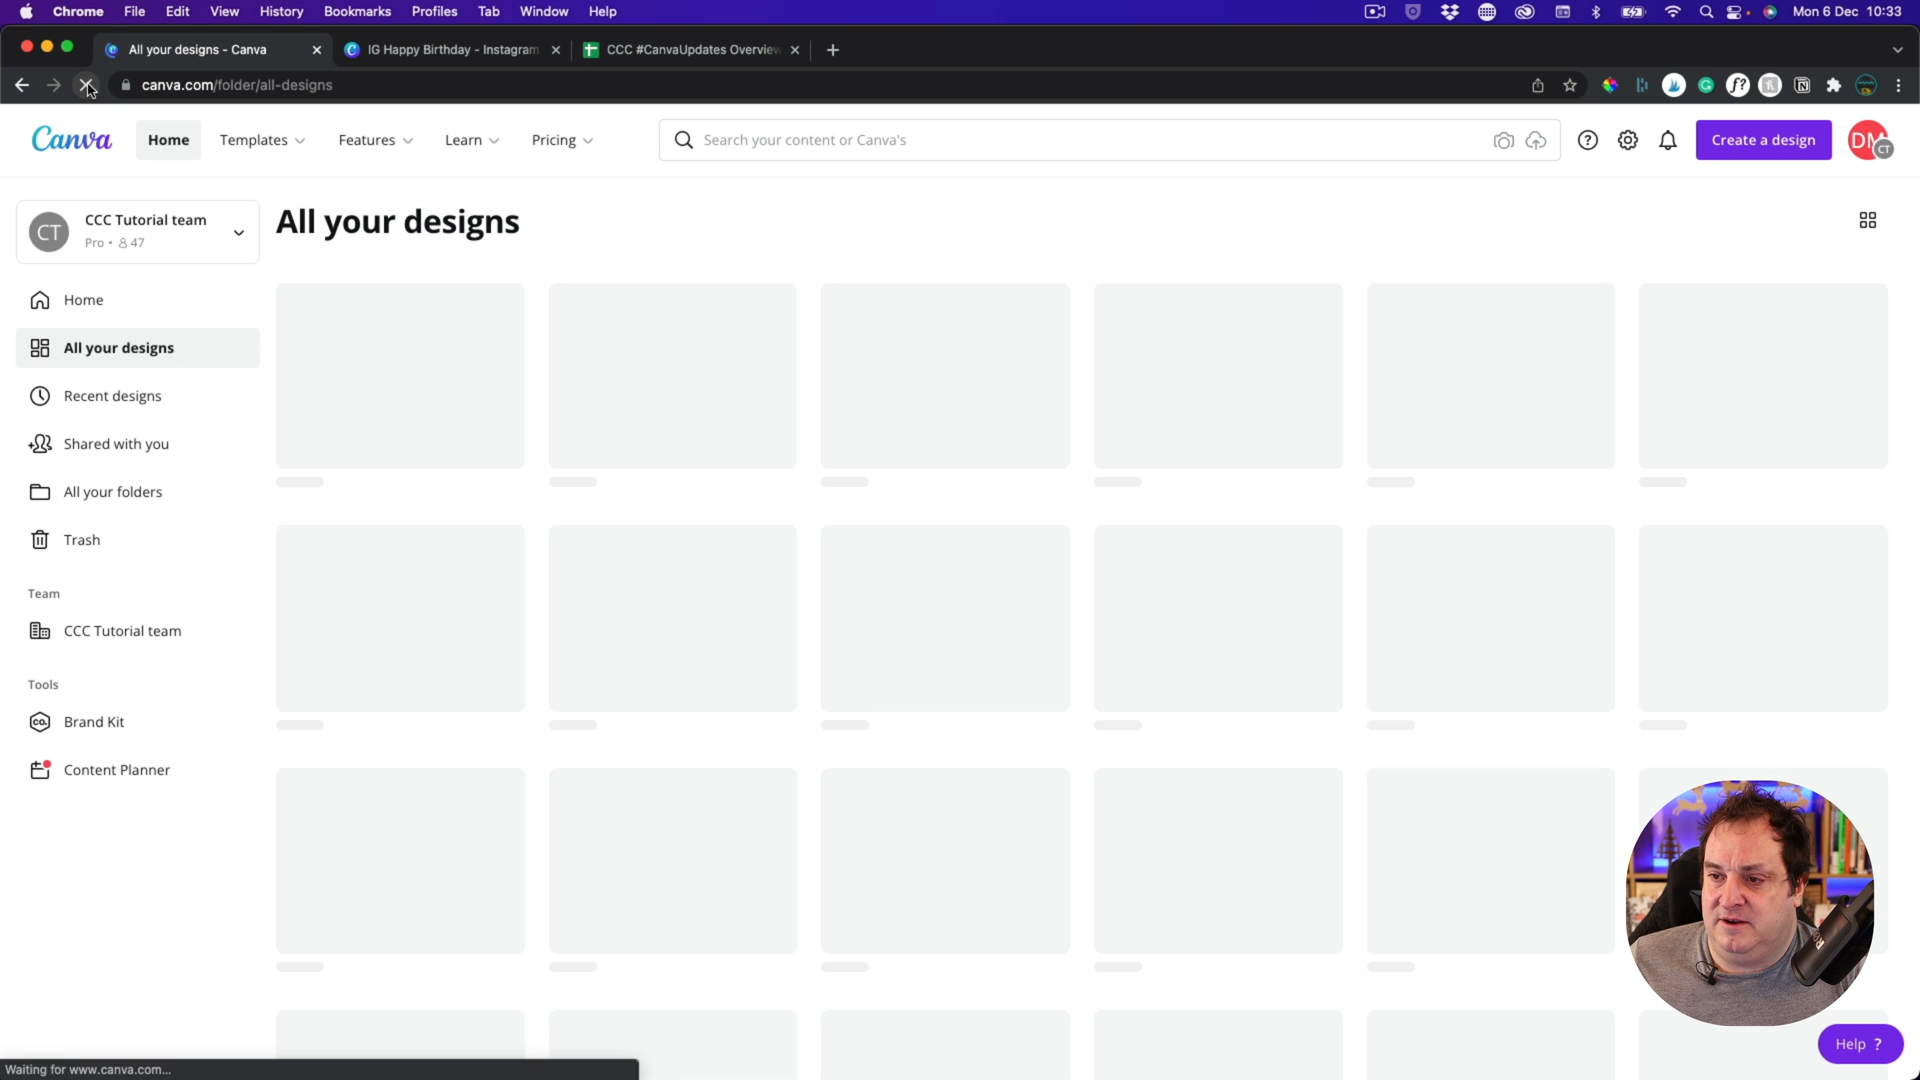 Chrome File Edit View History Bookmarks Profiles Tab Window Help Mon 6 Dec 10:33
All your designs - Canva IG Happy Birthday - Instagram CCC #CanvaUpdates Overview
canva.com/folder/all-designs
Canva Home Templates Features Learn Pricing Search your content or Canva's Create a design DM CT
CT CCC Tutorial team
Pro • 47
All your designs
Home
All your designs
Recent designs
Shared with you
All your folders
Trash
Team
CCC Tutorial team
Tools
CO. Brand Kit
Content Planner
Help ?
Waiting for www.canva.com...